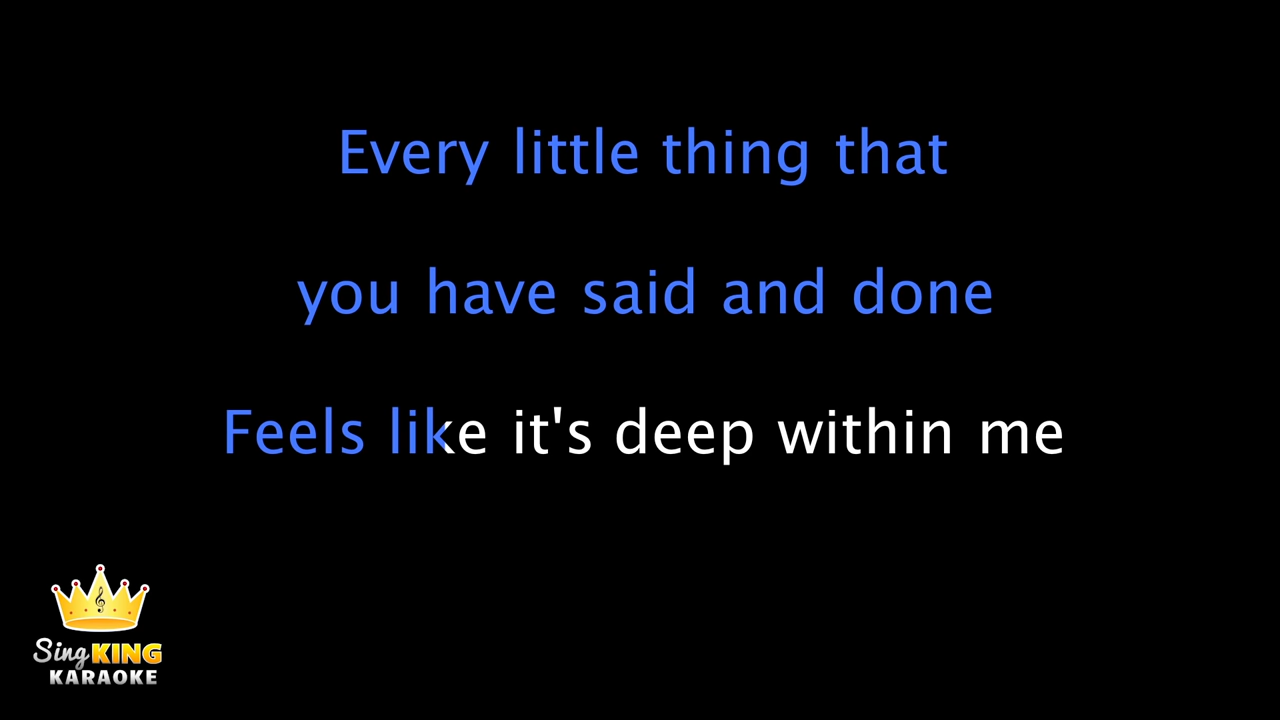 Every little thing that
you have said and done
Feels like it's deep within me
Sing KING
KARAOKE